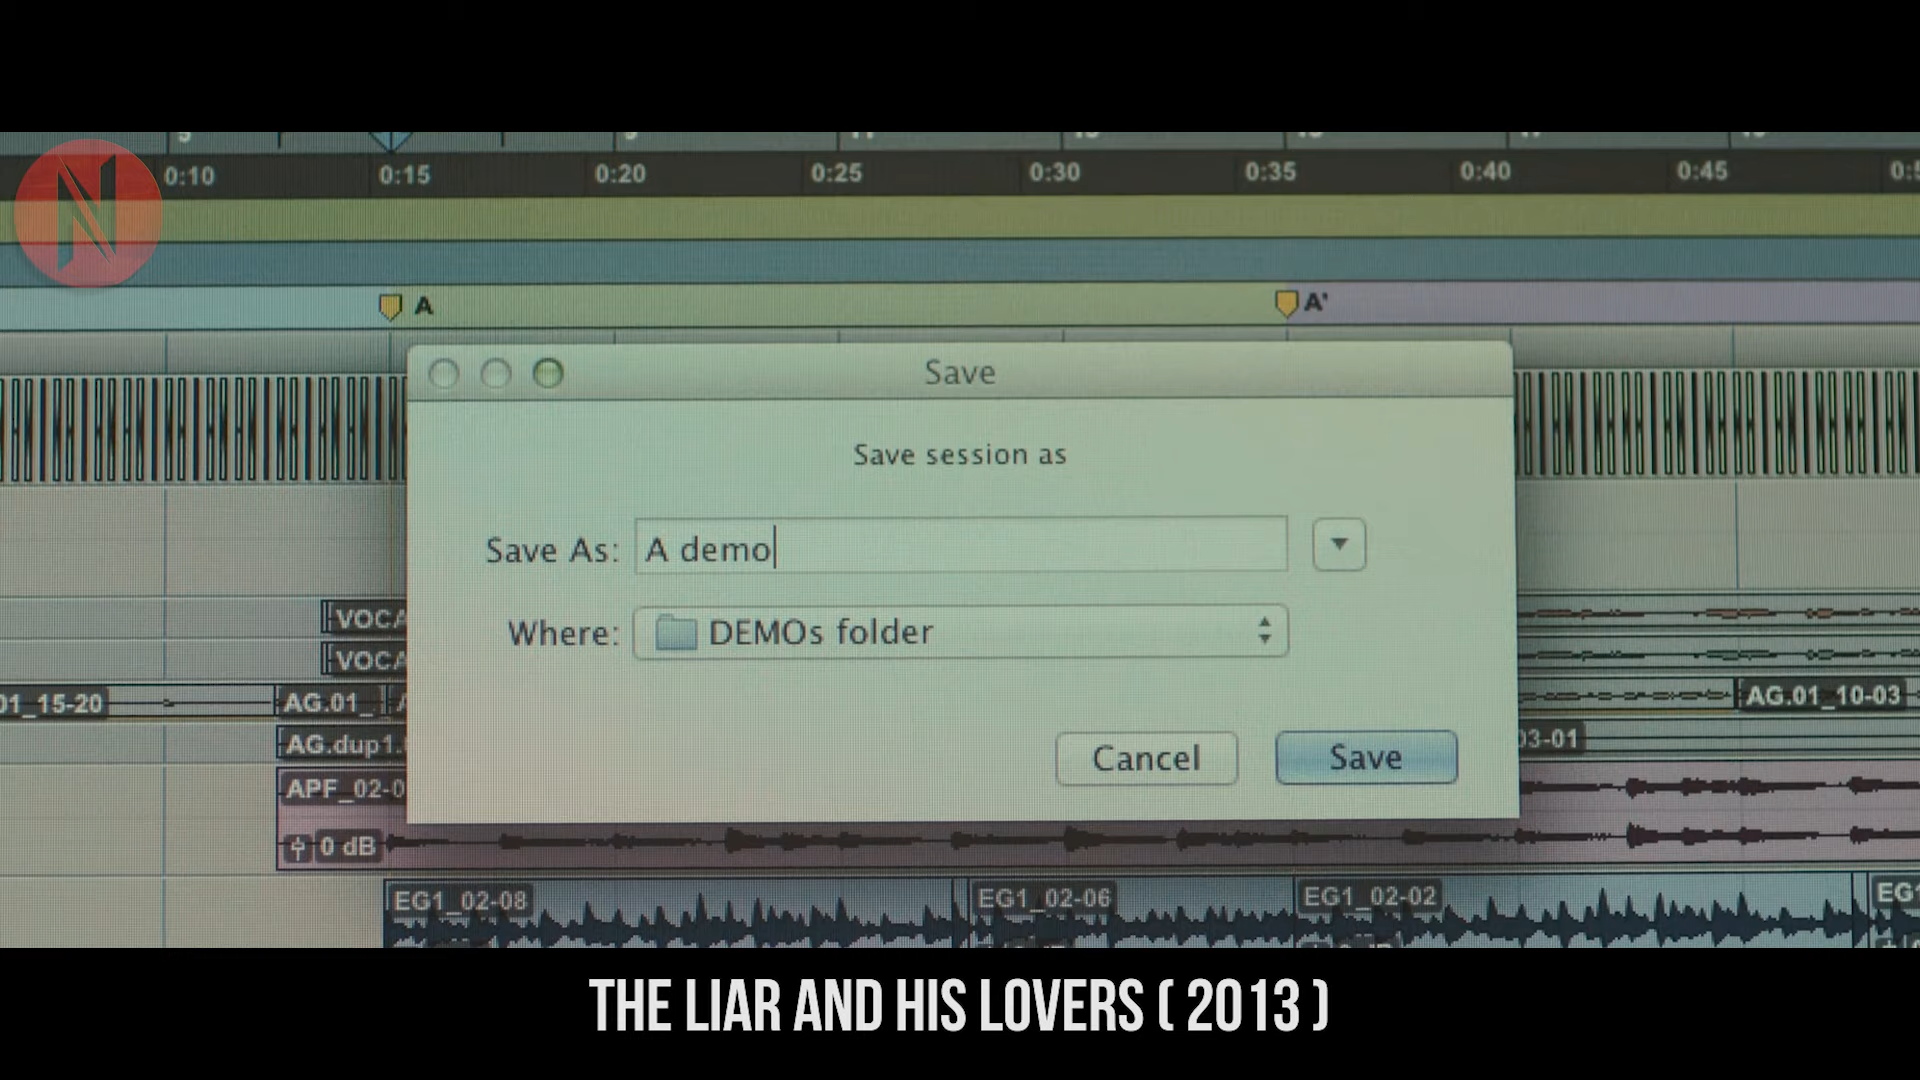 0:10 0:15 0:20 0:25 0:30 0:35 0:40 0:45
A A'
Save
Save session as
Save As: A demo
Where: DEMOs folder
Cancel Save
VOCA
VOCA
01_15-20 AG.01_ AG.01_10-03
AG.dup1. 03-01
APF_02-0
0 dB
EG1_02-08 EG1_02-06 EG1_02-02 EG1
THE LIAR AND HIS LOVERS ( 2013 )